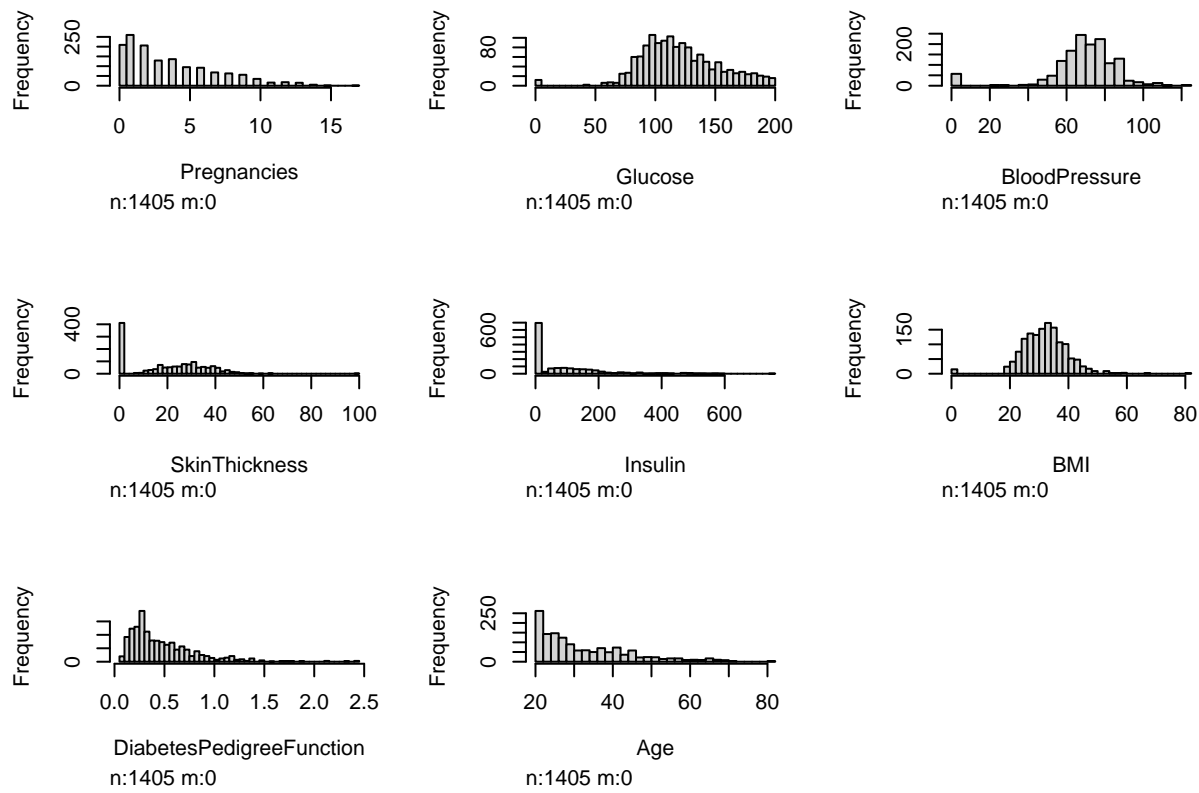 Frequency
0
250
0 5 10 15
Pregnancies
n:1405 m:0
Frequency
0
80
0 50 100 150 200
Glucose
n:1405 m:0
Frequency
0
200
0 20 60 100
BloodPressure
n:1405 m:0
Frequency
0
400
0 20 40 60 80 100
SkinThickness
n:1405 m:0
Frequency
0
600
0 200 400 600
Insulin
n:1405 m:0
Frequency
0
150
0 20 40 60 80
BMI
n:1405 m:0
Frequency
0
0.0 0.5 1.0 1.5 2.0 2.5
DiabetesPedigreeFunction
n:1405 m:0
Frequency
0
250
20 40 60 80
Age
n:1405 m:0